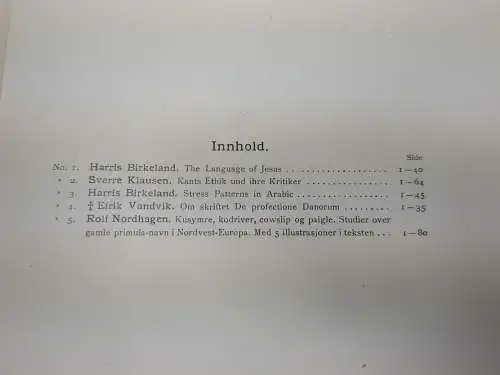 Innhold.
Side
No. 1. Harris Birkeland. The Language of Jesus .................... 1—40
» 2. Sverre Klausen. Kants Ethik und ihre Kritiker ................ 1—64
» 3. Harris Birkeland. Stress Patterns in Arabic .................. 1—45
» 4. ‡ Eirik Vandvik. Om skriftet De profectione Danorum ......... 1—35
» 5. Rolf Nordhagen. Kusymre, kodriver, cowslip og paigle. Studier over
gamle primula-navn i Nordvest-Europa. Med 5 illustrasjoner i teksten ... 1—80